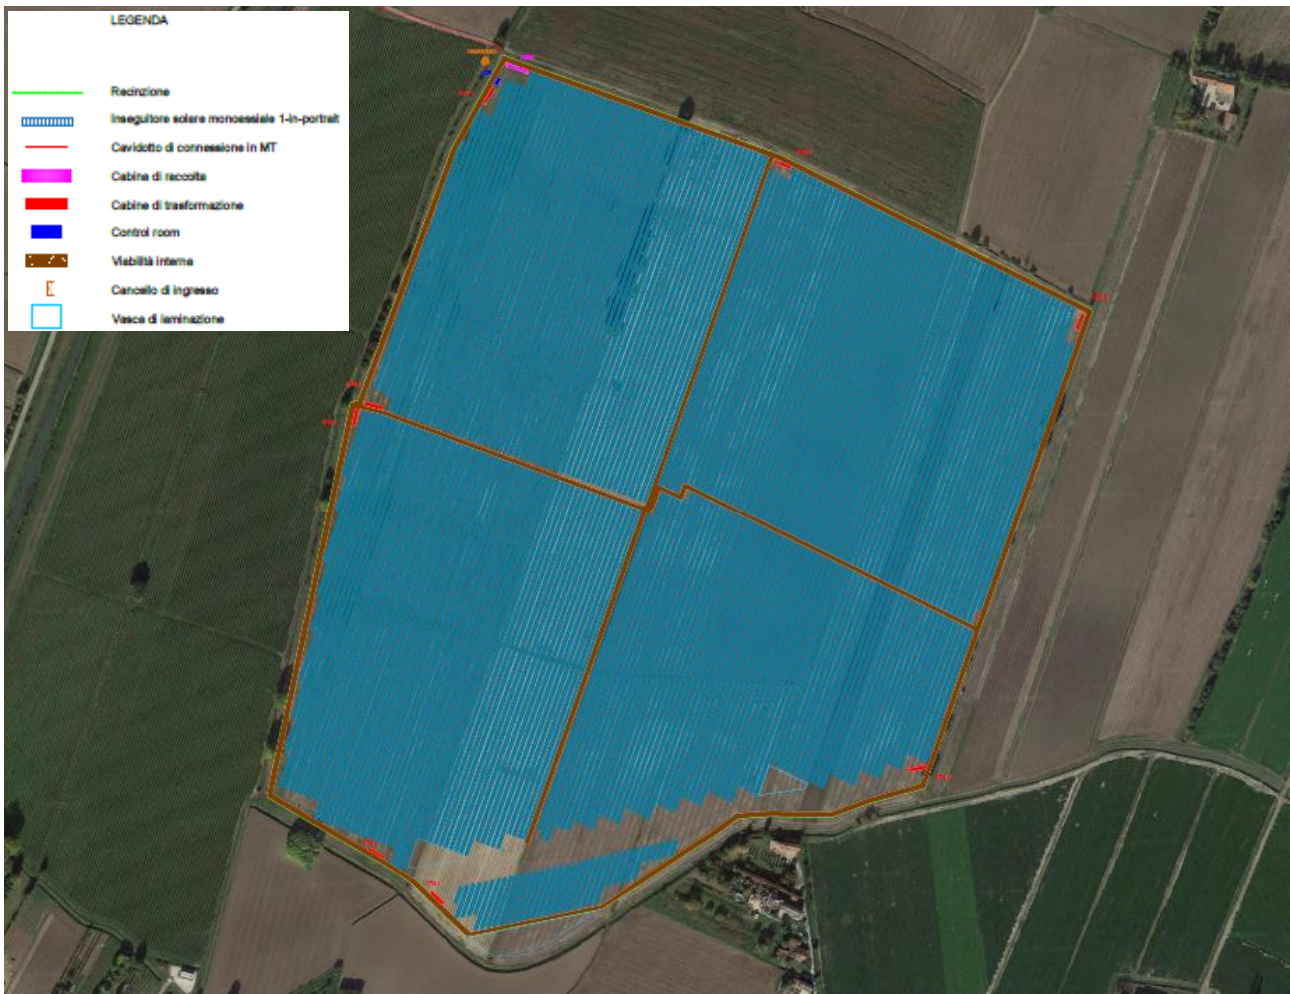 LEGENDA
Recinzione
Inseguitore solare monoassiale 1-in-portrait
Cavidotto di connessione in MT
Cabina di raccolta
Cabine di trasformazione
Control room
Viabilità interna
Cancello di ingresso
Vasca di laminazione